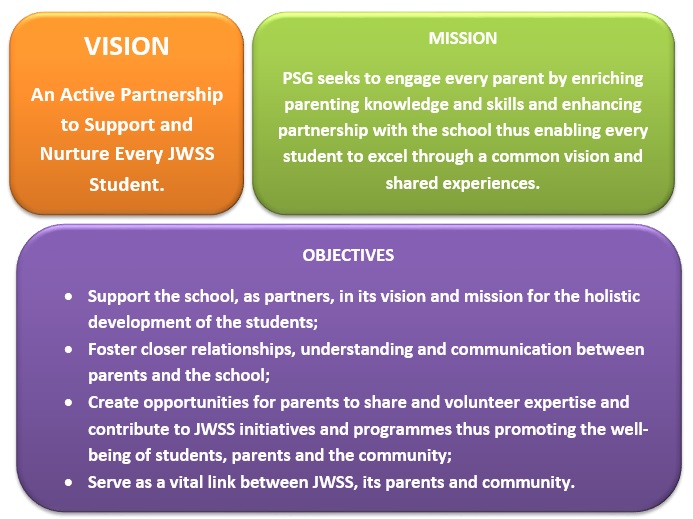 VISION
An Active Partnership
to Support and
Nurture Every JWSS
Student.
MISSION
PSG seeks to engage every parent by enriching
parenting knowledge and skills and enhancing
partnership with the school thus enabling every
student to excel through a common vision and
shared experiences.
OBJECTIVES
• Support the school, as partners, in its vision and mission for the holistic
development of the students;
• Foster closer relationships, understanding and communication between
parents and the school;
• Create opportunities for parents to share and volunteer expertise and
contribute to JWSS initiatives and programmes thus promoting the well-
being of students, parents and the community;
• Serve as a vital link between JWSS, its parents and community.